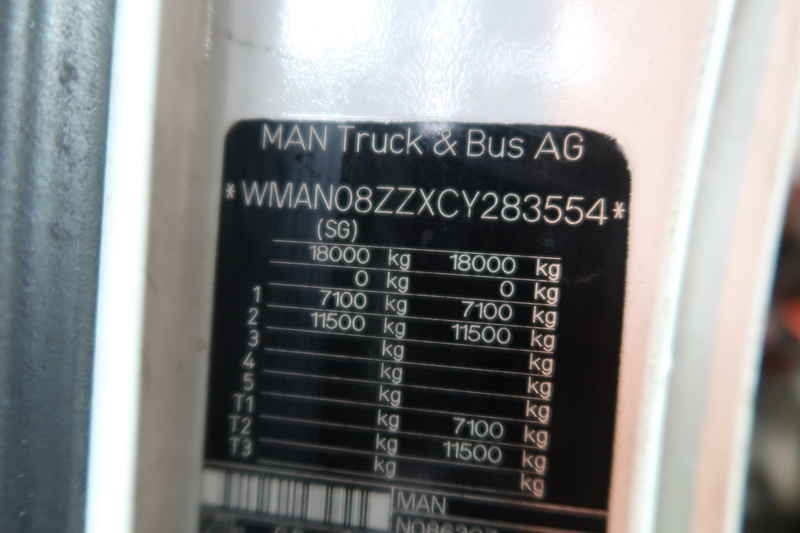 MAN Truck & Bus AG
*WMAN08ZZXCY283554*
(SG)
18000 kg 18000 kg
0 kg 0 kg
1 7100 kg 7100 kg
2 11500 kg 11500 kg
3 kg kg
4 kg kg
5 kg kg
T1 kg 7100 kg
T2 kg 11500 kg
T3 kg kg
MAN